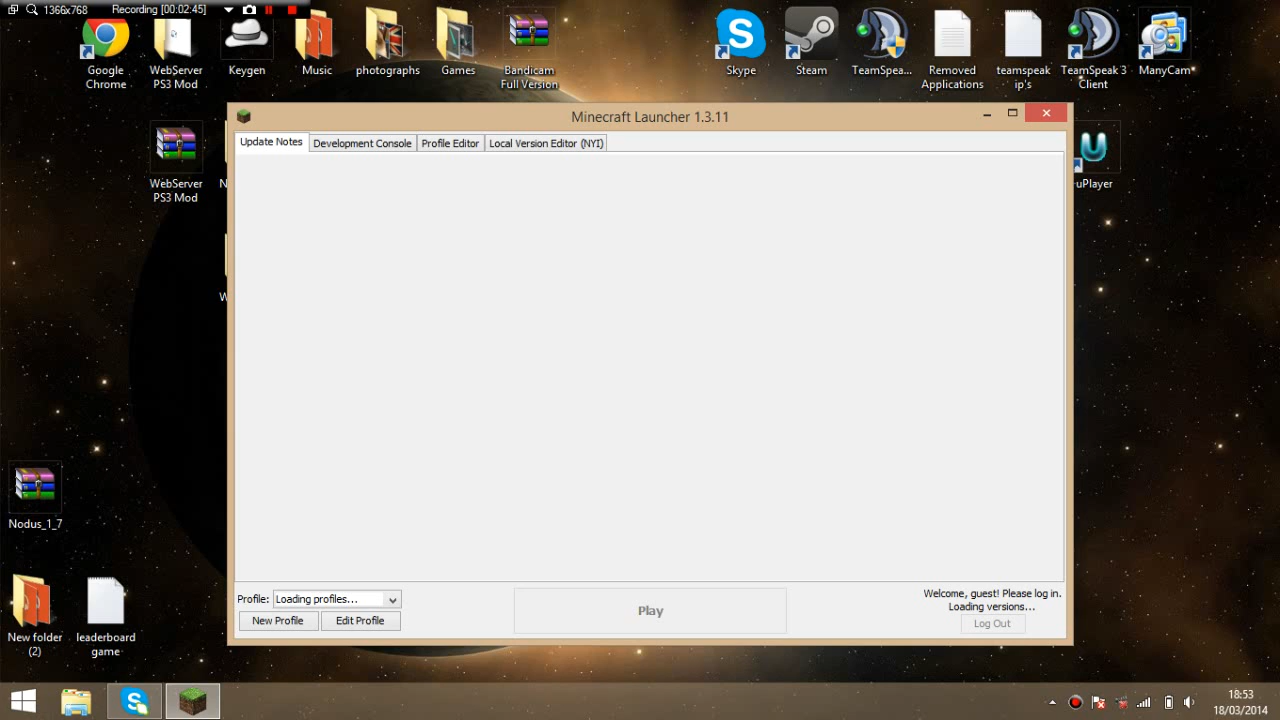 1366x768 Recording [00:02:45]
Google Chrome
WebServer PS3 Mod
Keygen
Music
photographs
Games
Bandicam Full Version
Skype
Steam
TeamSpea...
Removed Applications
teamspeak ip's
TeamSpeak 3 Client
ManyCam
Minecraft Launcher 1.3.11
Update Notes
Development Console
Profile Editor
Local Version Editor (NYI)
WebServer PS3 Mod
N
uPlayer
W
Nodus_1_7
New folder (2)
leaderboard game
Profile: Loading profiles...
New Profile
Edit Profile
Play
Welcome, guest! Please log in.
Loading versions...
Log Out
18:53
18/03/2014